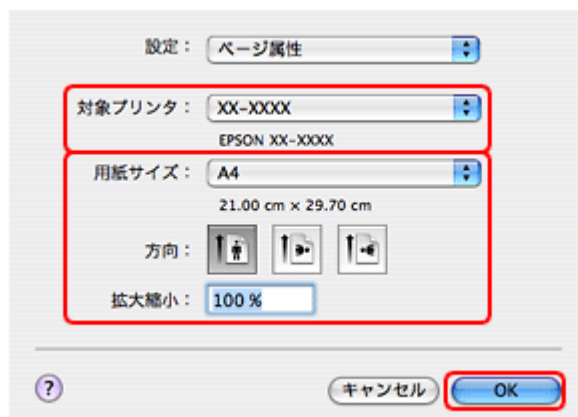 設定： ページ属性
対象プリンタ： XX-XXXX
EPSON XX-XXXX
用紙サイズ： A4
21.00 cm × 29.70 cm
方向：
拡大縮小： 100 %
? キャンセル OK